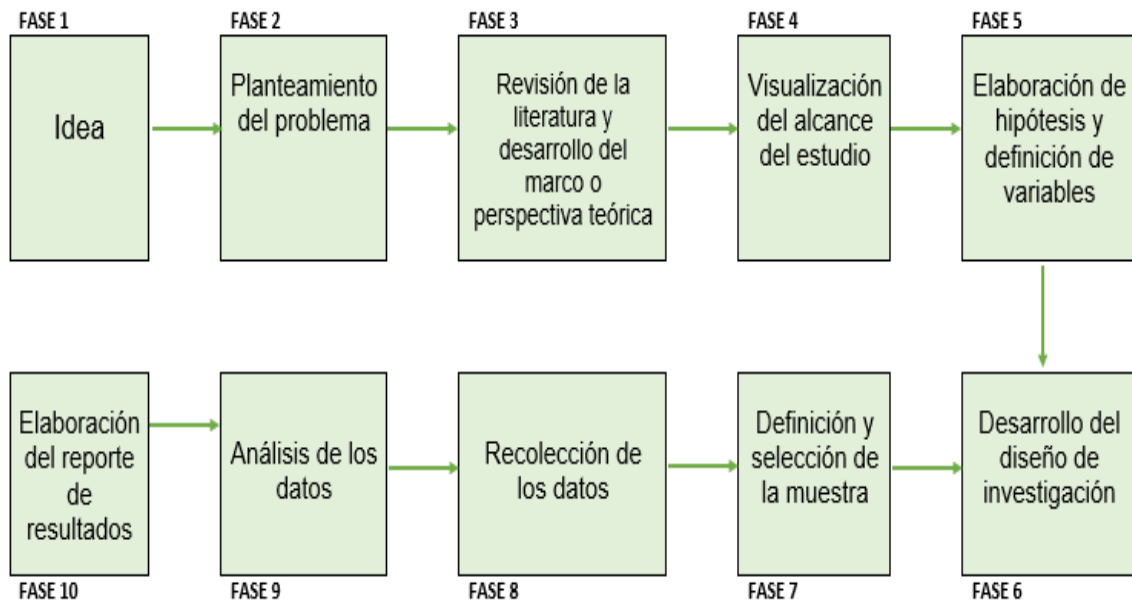 FASE 1
FASE 2
FASE 3
FASE 4
FASE 5
Idea
Planteamiento
del problema
Revisión de la
literatura y
desarrollo del
marco o
perspectiva teórica
Visualización
del alcance
del estudio
Elaboración de
hipótesis y
definición de
variables
Elaboración
del reporte
de
resultados
Análisis de los
datos
Recolección de
los datos
Definición y
selección de
la muestra
Desarrollo del
diseño de
investigación
FASE 10
FASE 9
FASE 8
FASE 7
FASE 6